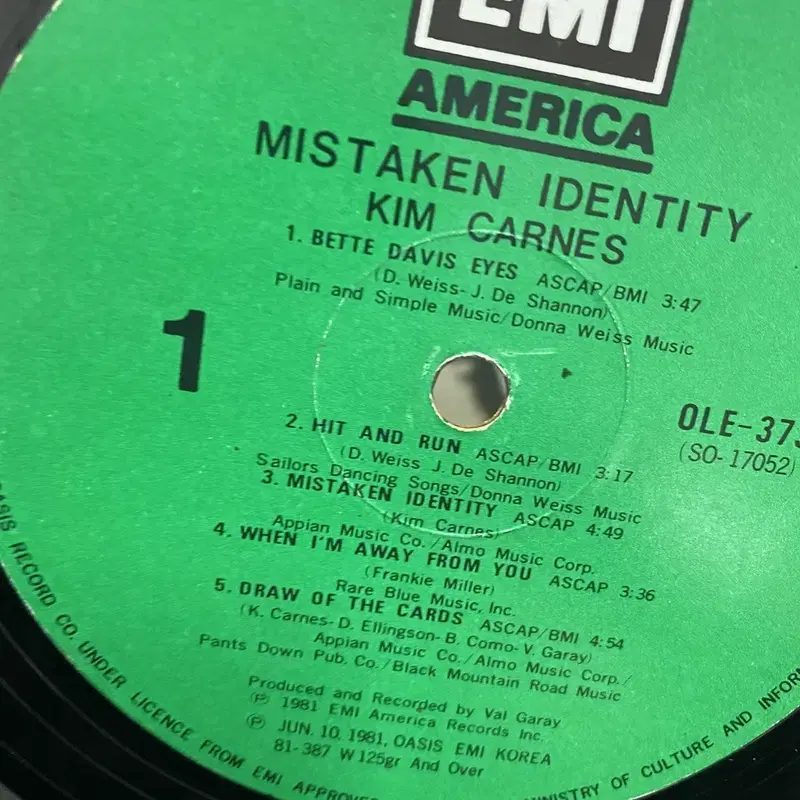 EMI
AMERICA
MISTAKEN IDENTITY
KIM CARNES
1. BETTE DAVIS EYES ASCAP/BMI 3:47
(D. Weiss-J. De Shannon)
Plain and Simple Music/Donna Weiss Music
1
OLE-373
(SO-17052)
2. HIT AND RUN ASCAP/BMI 3:17
(D. Weiss J. De Shannon)
Sailors Dancing Songs/Donna Weiss Music
3. MISTAKEN IDENTITY ASCAP 4:49
(Kim Carnes)
Appian Music Co./Almo Music Corp.
4. WHEN I'M AWAY FROM YOU ASCAP 3:36
(Frankie Miller)
Rare Blue Music, Inc.
5. DRAW OF THE CARDS ASCAP/BMI 4:54
(K. Carnes-D. Ellingson-B. Como-V. Garay)
Appian Music Co./Almo Music Corp./
Pants Down Pub. Co./Black Mountain Road Music
Produced and Recorded by Val Garay
Ⓟ 1981 EMI America Records Inc.
Ⓟ JUN. 10. 1981, OASIS EMI KOREA
81-387 W125gr And Over
OASIS RECORD CO. UNDER LICENCE FROM EMI APPROVE
MINISTRY OF CULTURE AND INFORM